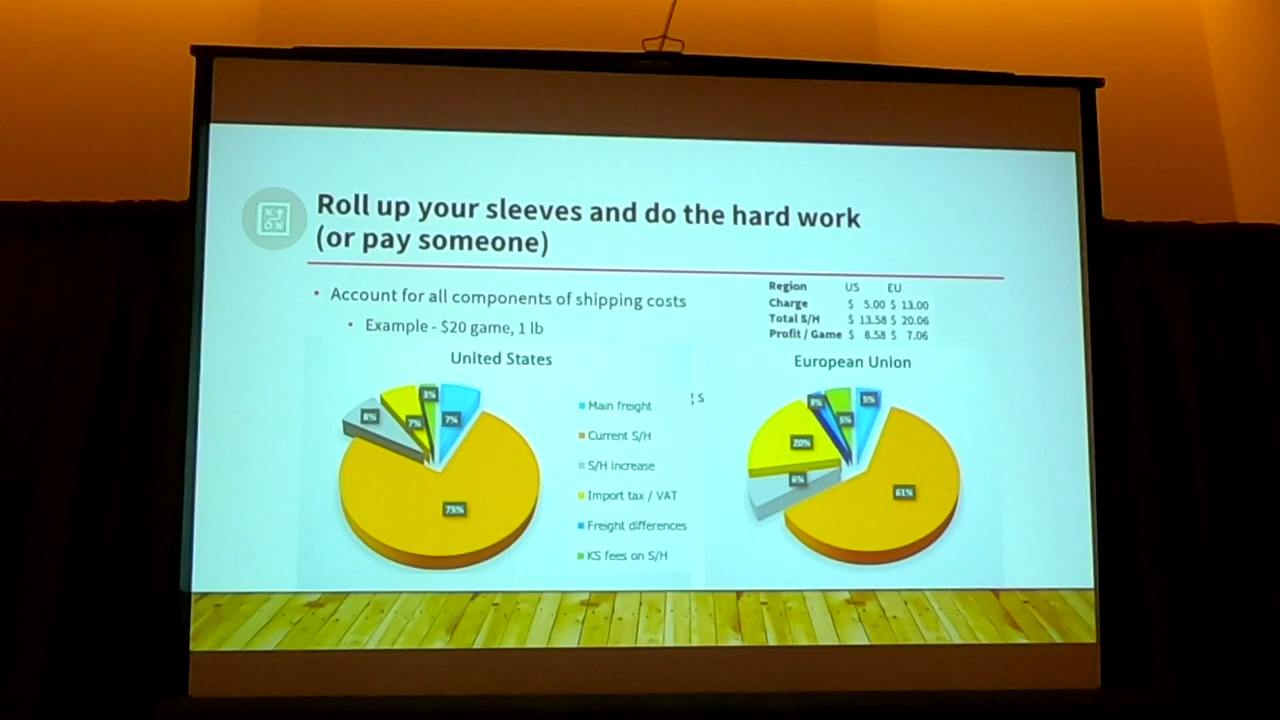 Roll up your sleeves and do the hard work
(or pay someone)
• Account for all components of shipping costs
• Example - $20 game, 1 lb
Region US EU
Charge $ 5.00 $ 13.00
Total S/H $ 13.58 $ 20.06
Profit / Game $ 8.58 $ 7.06
United States
3%
8%
7%
7%
75%
Main freight
Current S/H
S/H increase
Import tax / VAT
Freight differences
KS fees on S/H
European Union
3%
5%
5%
20%
6%
61%